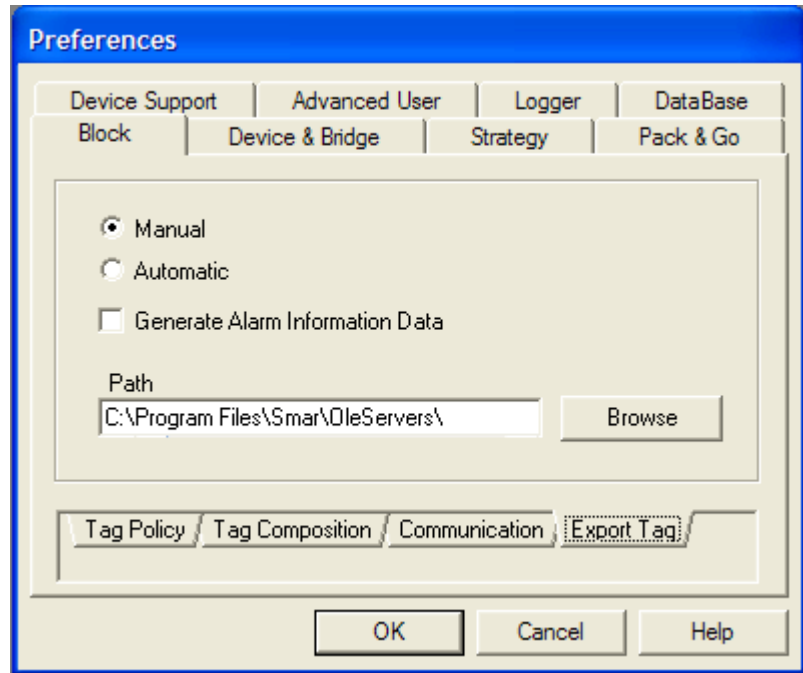 Preferences
Device Support Advanced User Logger DataBase
Block Device & Bridge Strategy Pack & Go
Manual
Automatic
Generate Alarm Information Data
Path
C:\Program Files\Smar\OleServers\ Browse
Tag Policy Tag Composition Communication Export Tag
OK Cancel Help